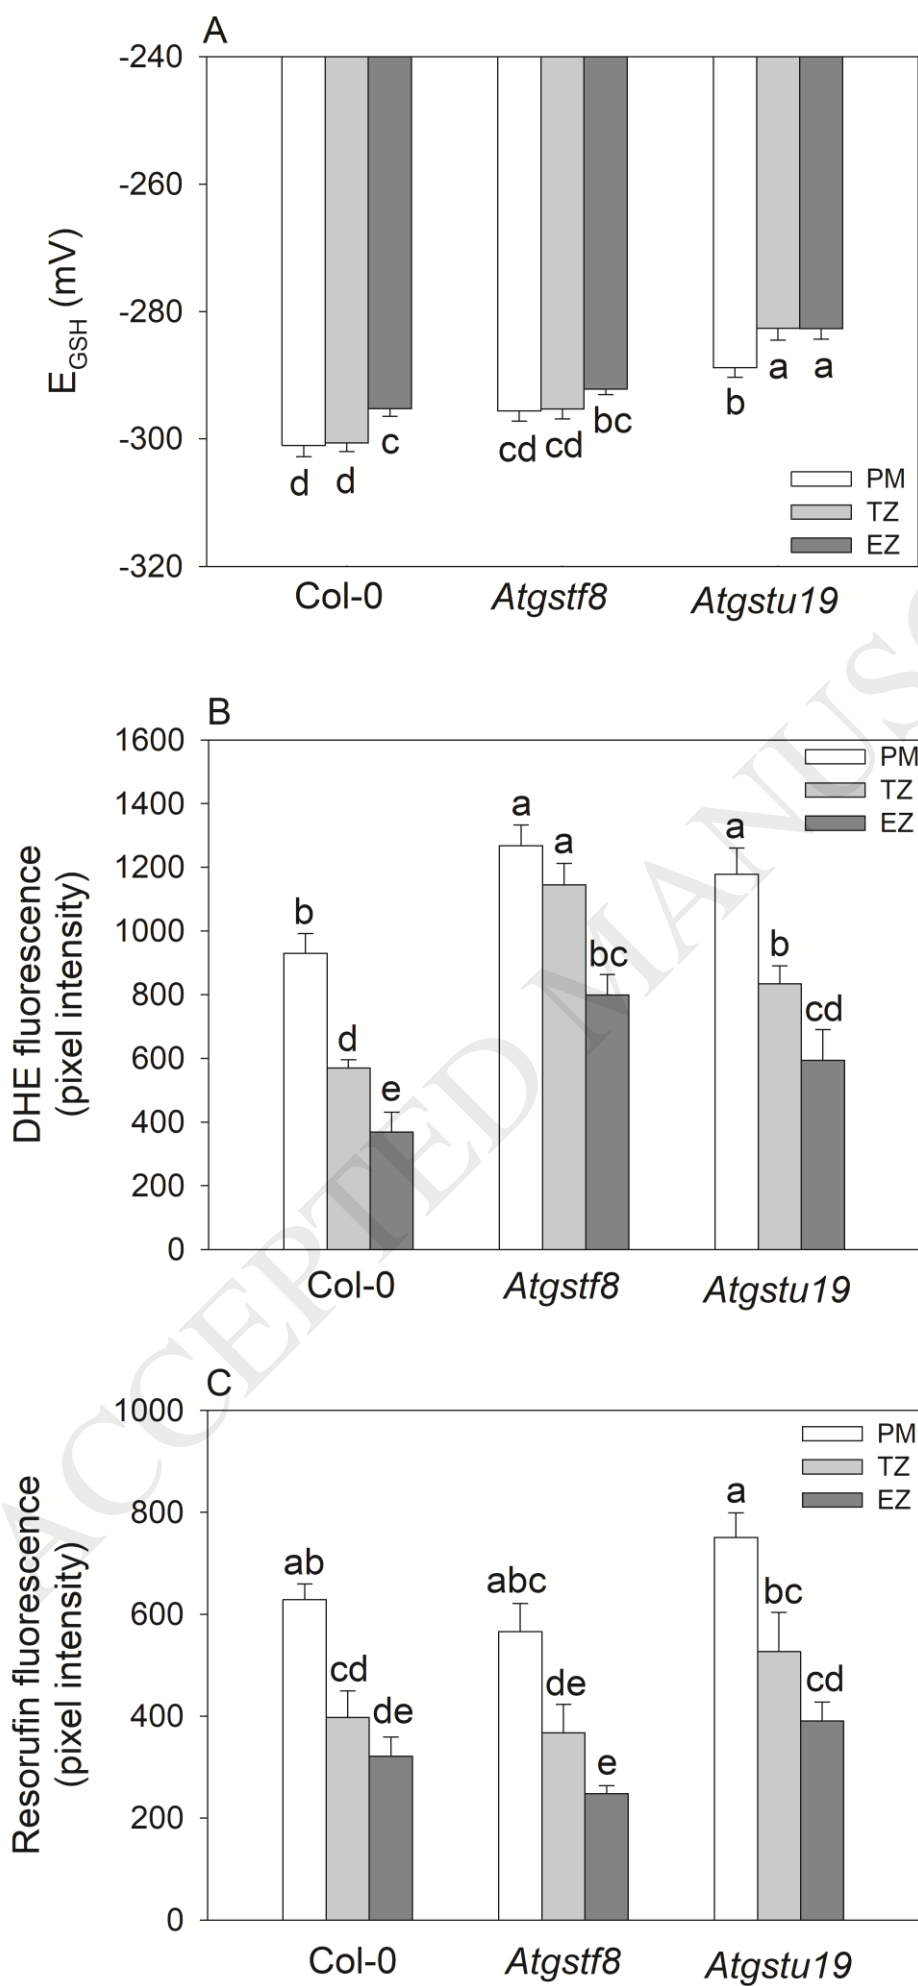 A
-240
-260
-280
-300
-320
E_GSH (mV)
d
d
c
cd
cd
bc
b
a
a
PM
TZ
EZ
Col-0
Atgstf8
Atgstu19
B
1600
1400
1200
1000
800
600
400
200
0
DHE fluorescence
(pixel intensity)
b
d
e
a
a
bc
a
b
cd
PM
TZ
EZ
Col-0
Atgstf8
Atgstu19
C
1000
800
600
400
200
0
Resorufin fluorescence
(pixel intensity)
ab
cd
de
abc
de
e
a
bc
cd
PM
TZ
EZ
Col-0
Atgstf8
Atgstu19
ACCEPTED MANUSC